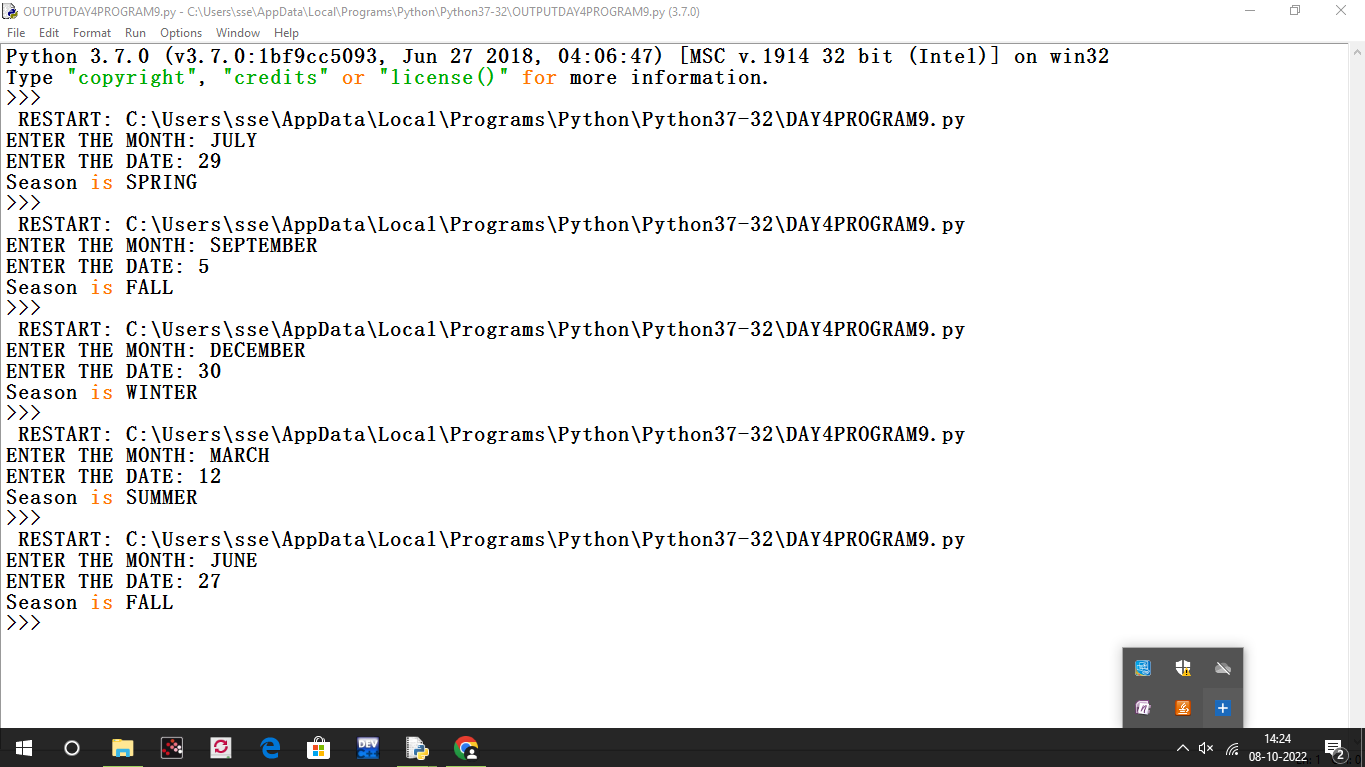 OUTPUTDAY4PROGRAM9.py - C:\Users\sse\AppData\Local\Programs\Python\Python37-32\OUTPUTDAY4PROGRAM9.py (3.7.0)
File Edit Format Run Options Window Help
Python 3.7.0 (v3.7.0:1bf9cc5093, Jun 27 2018, 04:06:47) [MSC v.1914 32 bit (Intel)] on win32
Type "copyright", "credits" or "license()" for more information.
>>>
 RESTART: C:\Users\sse\AppData\Local\Programs\Python\Python37-32\DAY4PROGRAM9.py
ENTER THE MONTH: JULY
ENTER THE DATE: 29
Season is SPRING
>>>
 RESTART: C:\Users\sse\AppData\Local\Programs\Python\Python37-32\DAY4PROGRAM9.py
ENTER THE MONTH: SEPTEMBER
ENTER THE DATE: 5
Season is FALL
>>>
 RESTART: C:\Users\sse\AppData\Local\Programs\Python\Python37-32\DAY4PROGRAM9.py
ENTER THE MONTH: DECEMBER
ENTER THE DATE: 30
Season is WINTER
>>>
 RESTART: C:\Users\sse\AppData\Local\Programs\Python\Python37-32\DAY4PROGRAM9.py
ENTER THE MONTH: MARCH
ENTER THE DATE: 12
Season is SUMMER
>>>
 RESTART: C:\Users\sse\AppData\Local\Programs\Python\Python37-32\DAY4PROGRAM9.py
ENTER THE MONTH: JUNE
ENTER THE DATE: 27
Season is FALL
>>>
DEV
14:24
08-10-2022
2